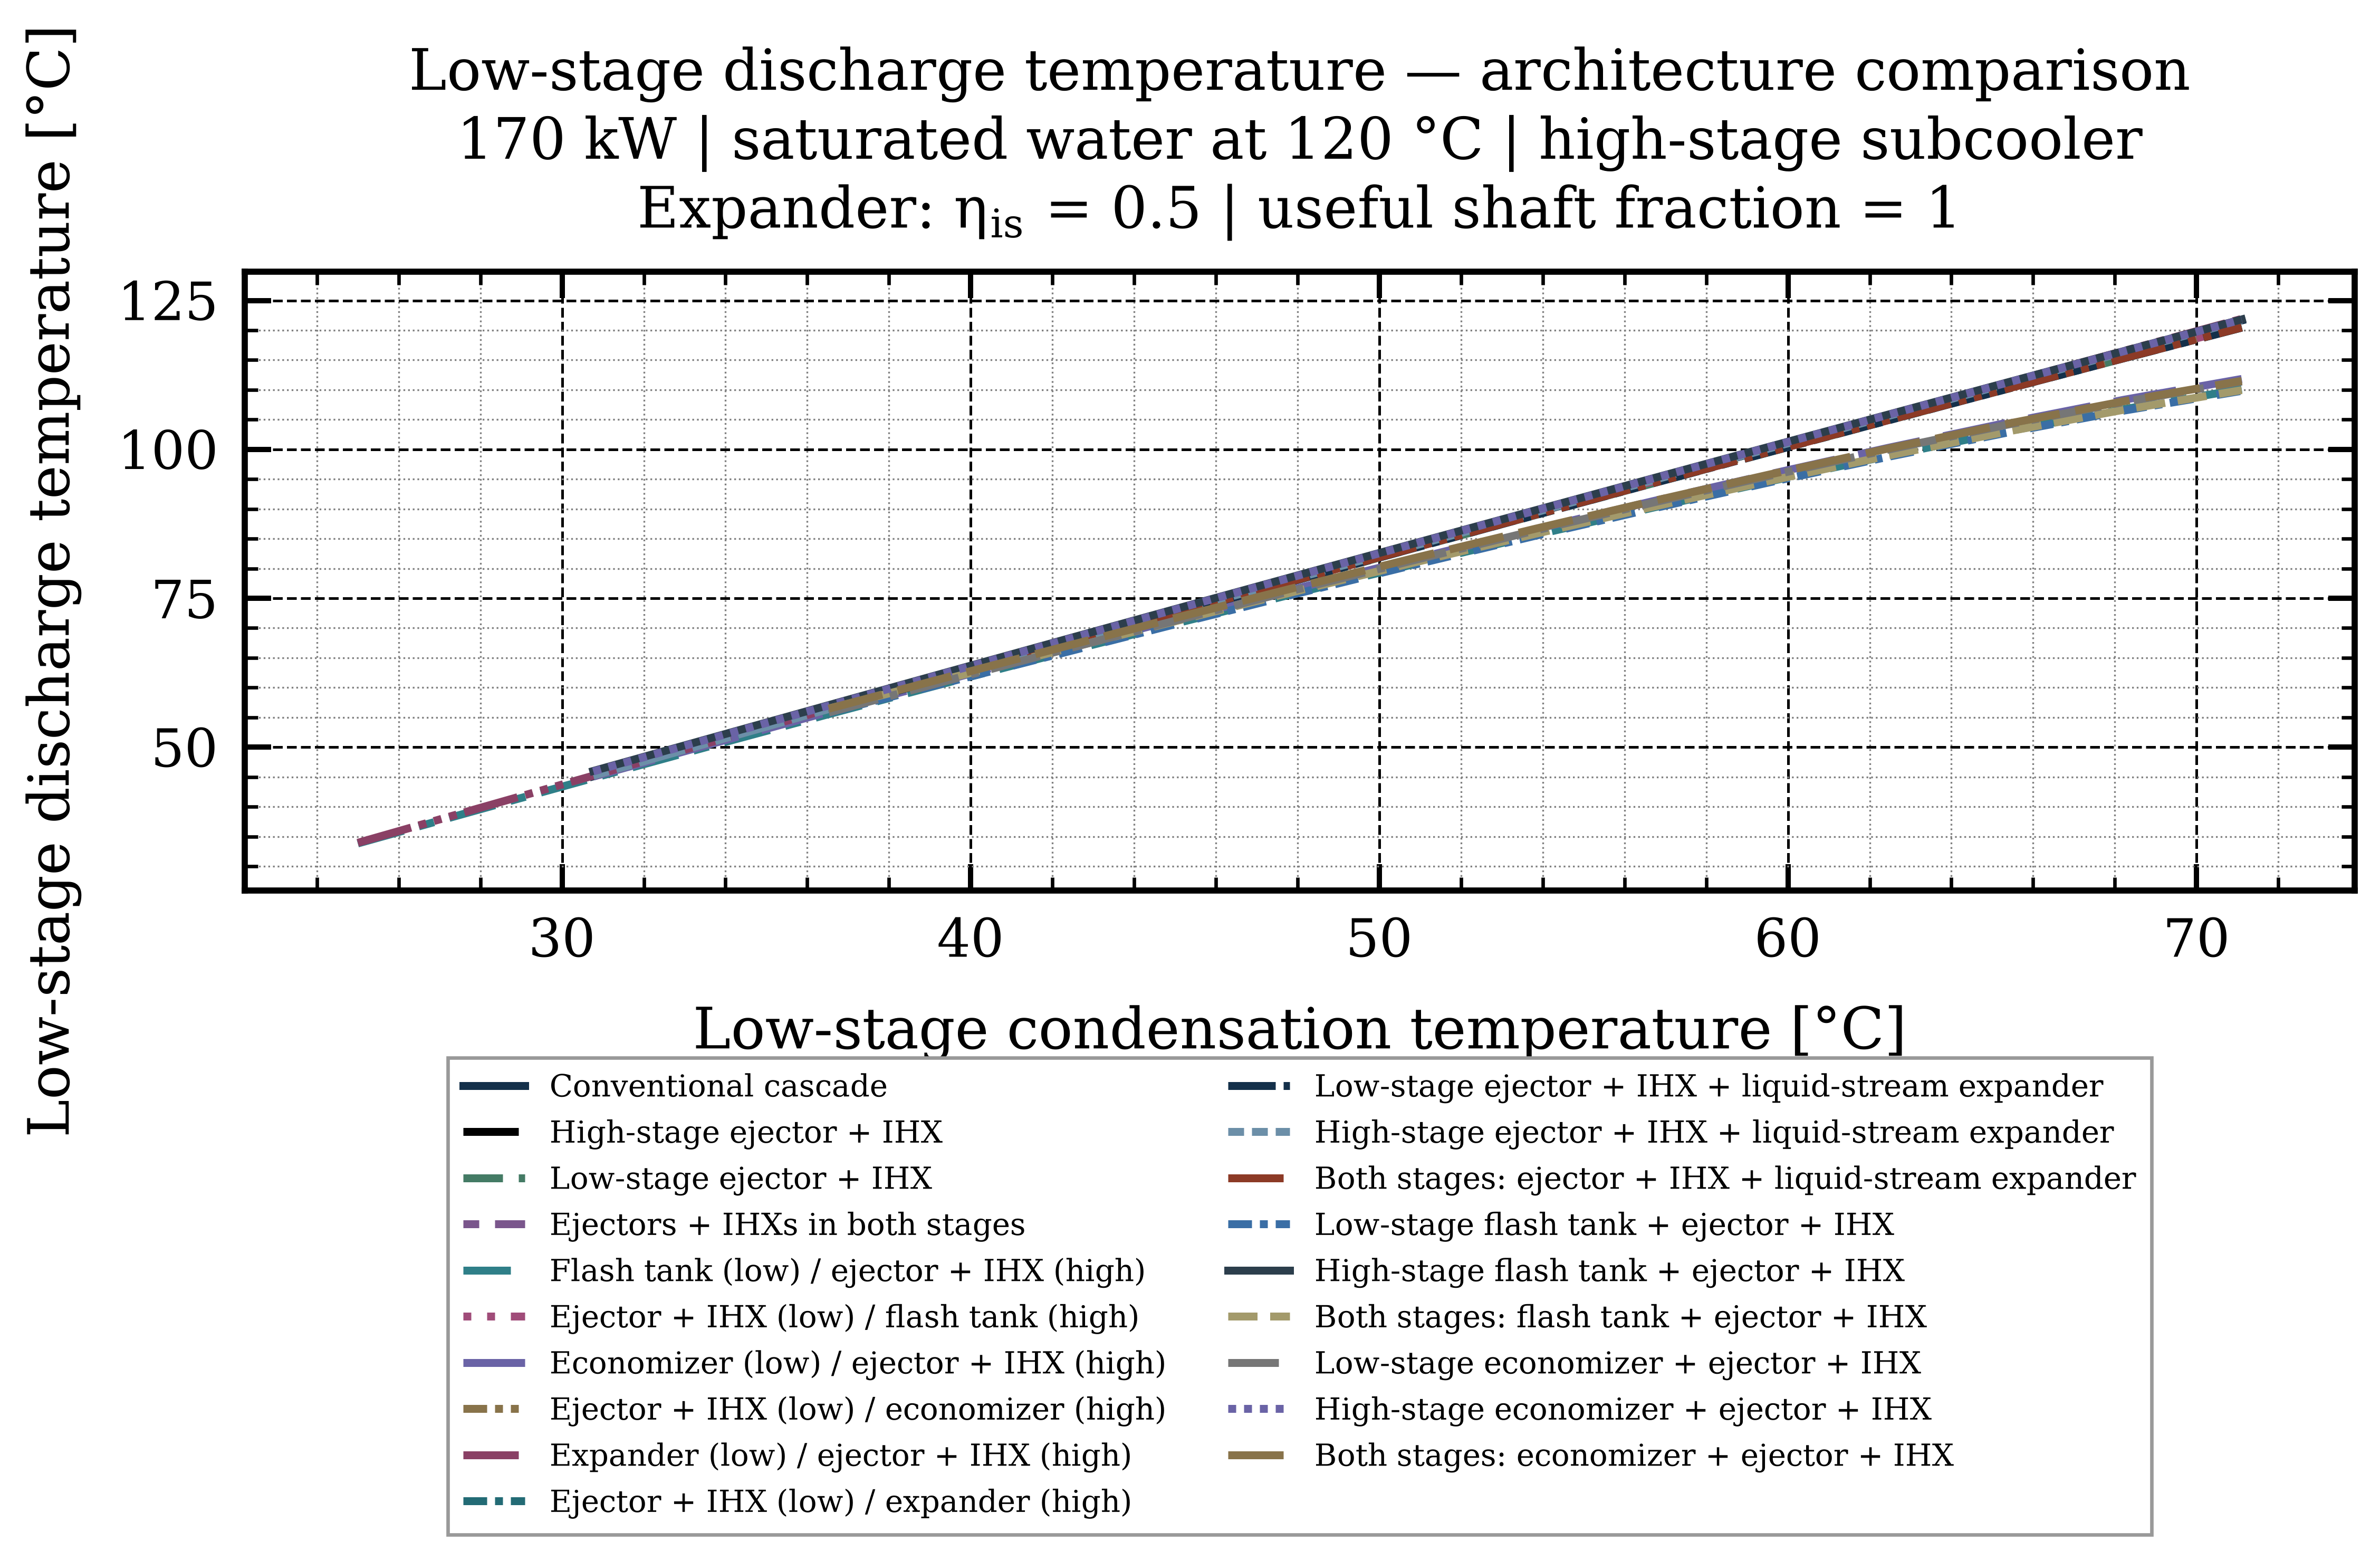 Low-stage discharge temperature — architecture comparison
170 kW | saturated water at 120 °C | high-stage subcooler
Expander: ηis = 0.5 | useful shaft fraction = 1
Low-stage discharge temperature [°C]
125
100
75
50
30 40 50 60 70
Low-stage condensation temperature [°C]
Conventional cascade
High-stage ejector + IHX
Low-stage ejector + IHX
Ejectors + IHXs in both stages
Flash tank (low) / ejector + IHX (high)
Ejector + IHX (low) / flash tank (high)
Economizer (low) / ejector + IHX (high)
Ejector + IHX (low) / economizer (high)
Expander (low) / ejector + IHX (high)
Ejector + IHX (low) / expander (high)
Low-stage ejector + IHX + liquid-stream expander
High-stage ejector + IHX + liquid-stream expander
Both stages: ejector + IHX + liquid-stream expander
Low-stage flash tank + ejector + IHX
High-stage flash tank + ejector + IHX
Both stages: flash tank + ejector + IHX
Low-stage economizer + ejector + IHX
High-stage economizer + ejector + IHX
Both stages: economizer + ejector + IHX